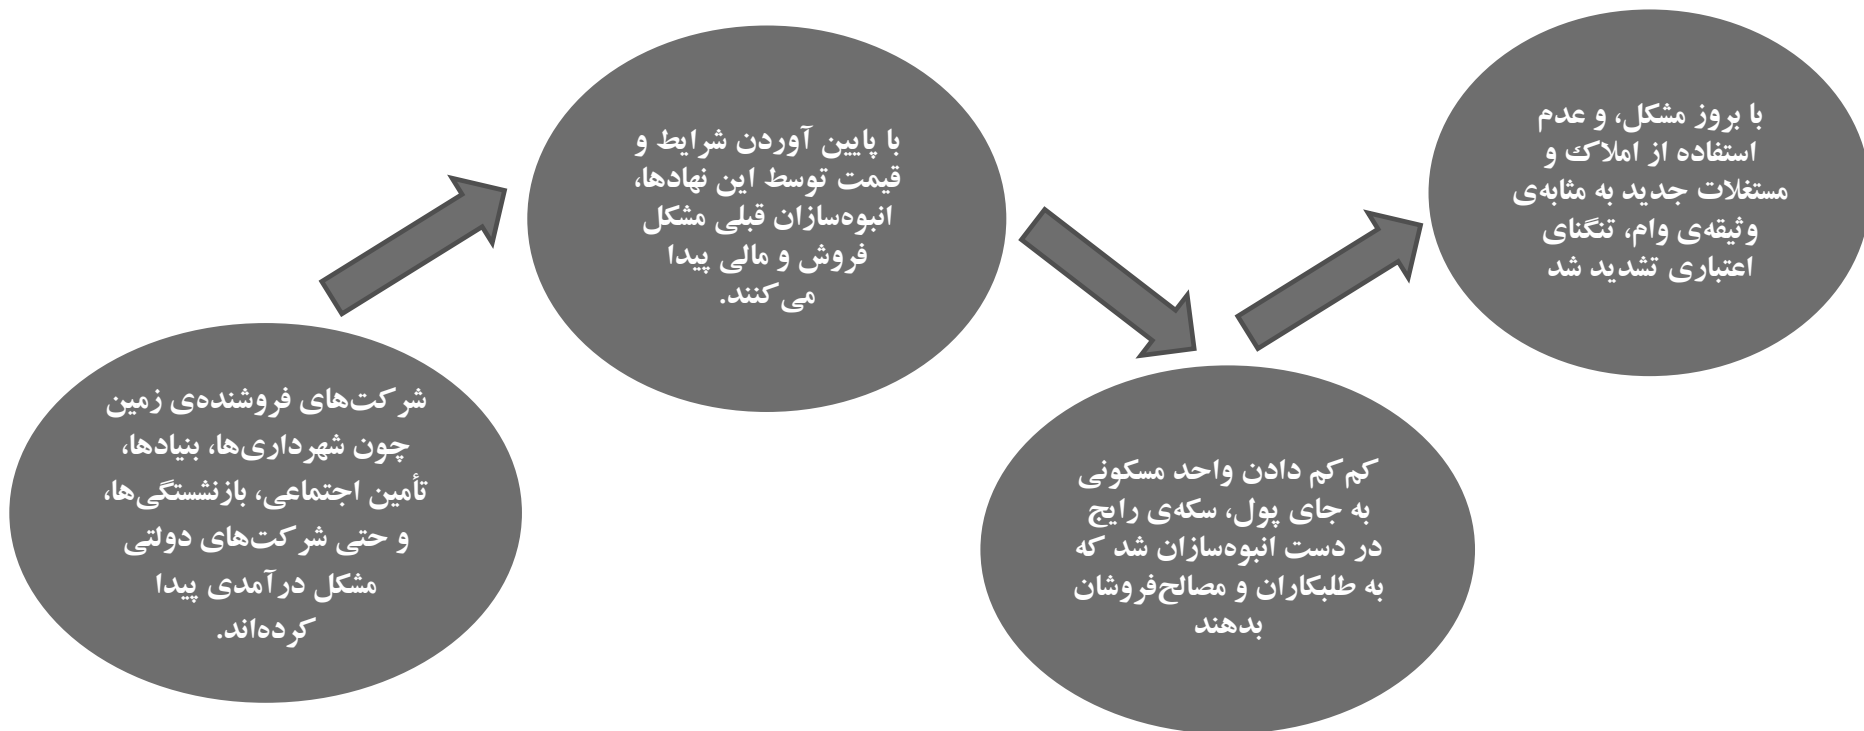 شرکت‌های فروشنده‌ی زمین
چون شهرداری‌ها، بنیادها،
تأمین اجتماعی، بازنشستگی‌ها،
و حتی شرکت‌های دولتی
مشکل درآمدی پیدا
کرده‌اند.
با پایین آوردن شرایط و
قیمت توسط این نهادها،
انبوه‌سازان قبلی مشکل
فروش و مالی پیدا
می‌کنند.
کم‌کم دادن واحد مسکونی
به جای پول، سکه‌ی رایج
در دست انبوه‌سازان شد که
به طلبکاران و مصالح‌فروشان
بدهند
با بروز مشکل، و عدم
استفاده از املاک و
مستغلات جدید به مثابه‌ی
وثیقه‌ی وام، تنگنای
اعتباری تشدید شد